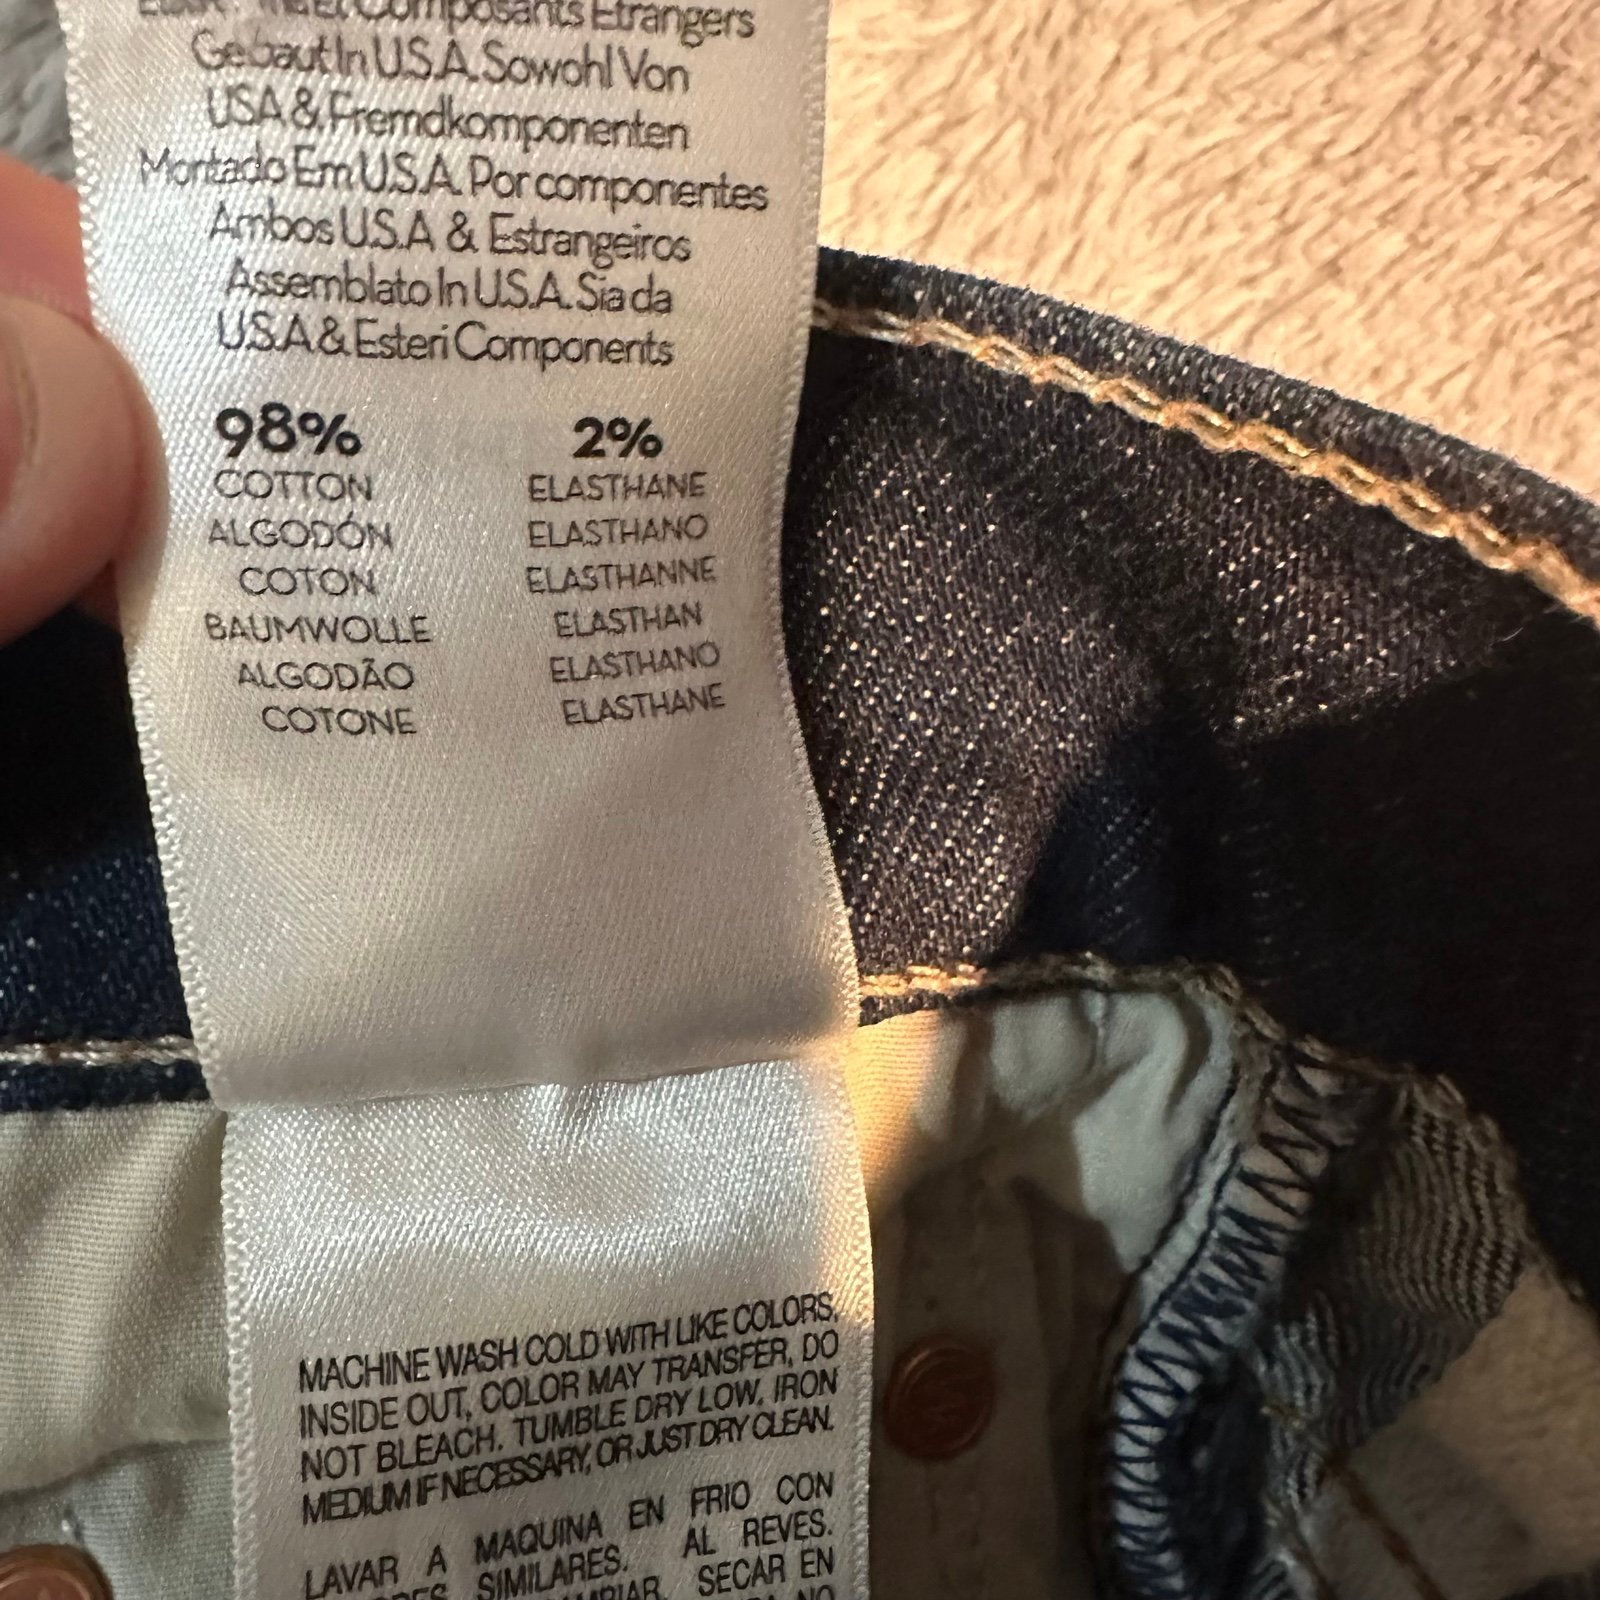 Composants Etrangers
Gebaut In U.S.A. Sowohl Von
USA & Fremdkomponenten
Montado Em U.S.A. Por componentes
Ambos U.S.A & Estrangeiros
Assemblato In U.S.A. Sia da
U.S.A & Esteri Components
98% 2%
COTTON ELASTHANE
ALGODÓN ELASTHANO
COTON ELASTHANNE
BAUMWOLLE ELASTHAN
ALGODÃO ELASTHANO
COTONE ELASTHANE
MACHINE WASH COLD WITH LIKE COLORS,
INSIDE OUT, COLOR MAY TRANSFER, DO
NOT BLEACH. TUMBLE DRY LOW. IRON
MEDIUM IF NECESSARY, OR JUST DRY CLEAN.
LAVAR A MAQUINA EN FRIO CON
SIMILARES. AL REVES.
SECAR EN
NO